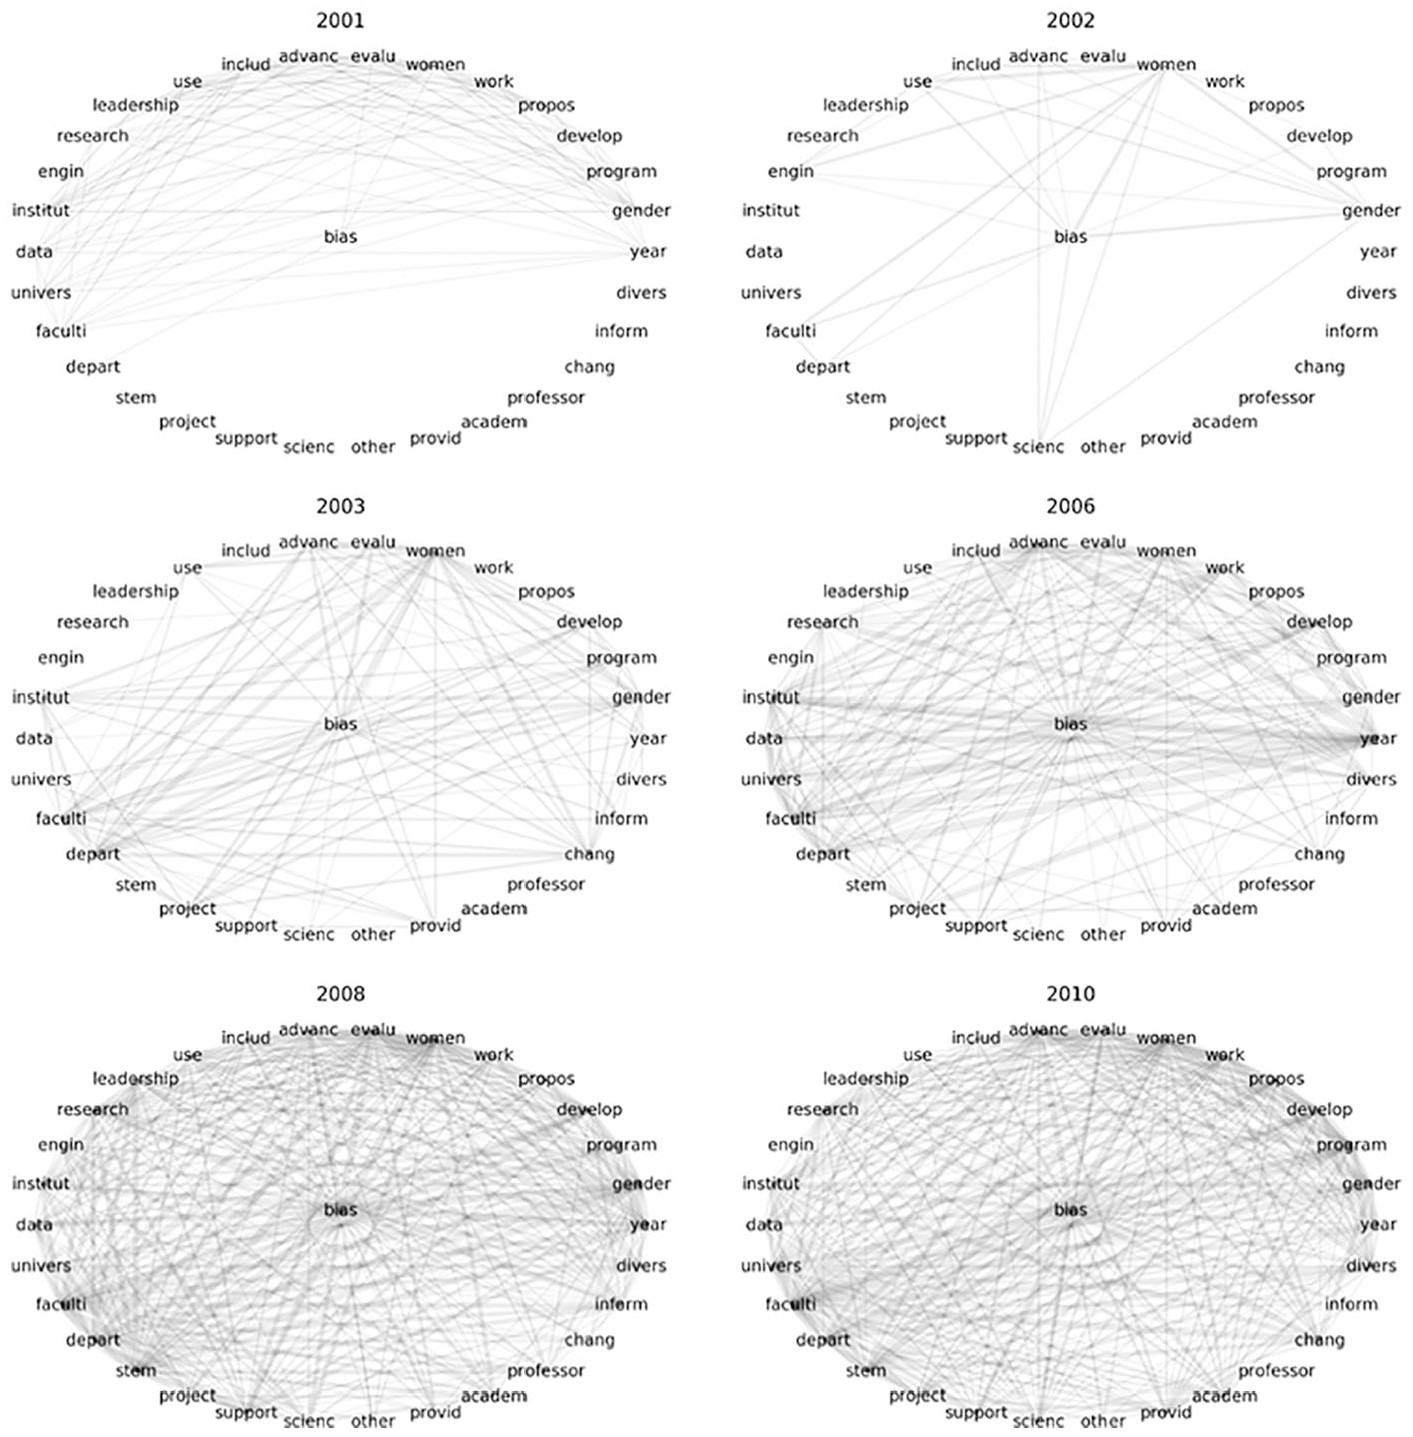 2001
advanc evalu
includ women
use work
leadership propos
research develop
engin program
institut gender
bias
data year
univers divers
faculti inform
depart chang
stem professor
project academ
support provid
scienc other
2002
advanc evalu
includ women
use work
leadership propos
research develop
engin program
institut gender
bias
data year
univers divers
faculti inform
depart chang
stem professor
project academ
support provid
scienc other
2003
advanc evalu
includ women
use work
leadership propos
research develop
engin program
institut gender
bias
data year
univers divers
faculti inform
depart chang
stem professor
project academ
support provid
scienc other
2006
advanc evalu
includ women
use work
leadership propos
research develop
engin program
institut gender
bias
data year
univers divers
faculti inform
depart chang
stem professor
project academ
support provid
scienc other
2008
advanc evalu
includ women
use work
leadership propos
research develop
engin program
institut gender
bias
data year
univers divers
faculti inform
depart chang
stem professor
project academ
support provid
scienc other
2010
advanc evalu
includ women
use work
leadership propos
research develop
engin program
institut gender
bias
data year
univers divers
faculti inform
depart chang
stem professor
project academ
support provid
scienc other